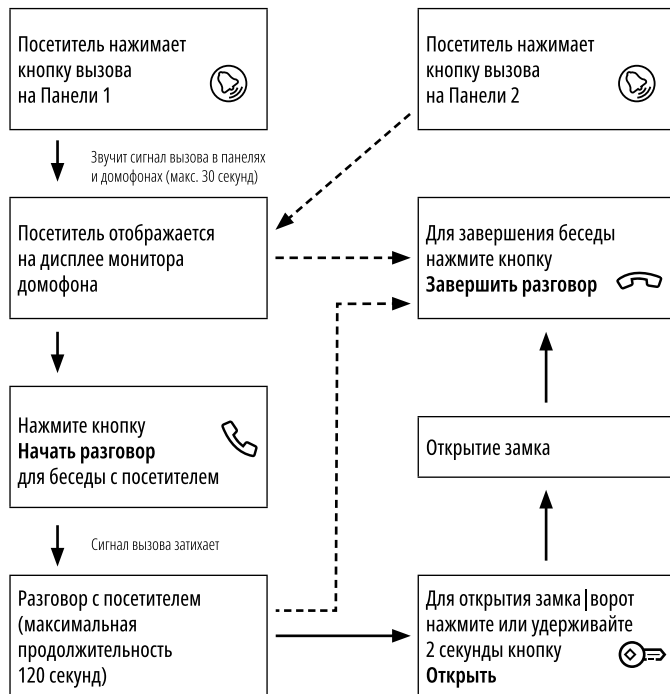 Посетитель нажимает
кнопку вызова
на Панели 1
Посетитель нажимает
кнопку вызова
на Панели 2
Звучит сигнал вызова в панелях
и домофонах (макс. 30 секунд)
Посетитель отображается
на дисплее монитора
домофона
Для завершения беседы
нажмите кнопку
Завершить разговор
Нажмите кнопку
Начать разговор
для беседы с посетителем
Открытие замка
Сигнал вызова затихает
Разговор с посетителем
(максимальная
продолжительность
120 секунд)
Для открытия замка|ворот
нажмите или удерживайте
2 секунды кнопку
Открыть